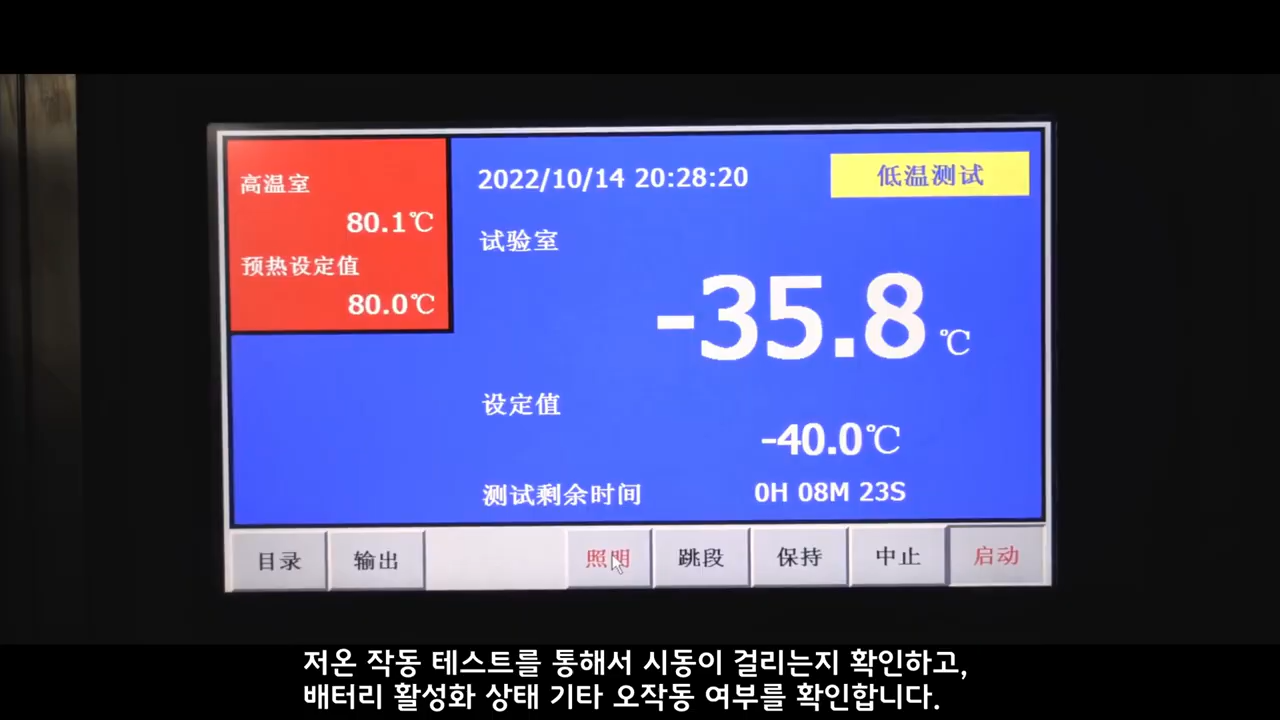 高温室
80.1℃
预热设定值
80.0℃
2022/10/14 20:28:20
低温测试
试验室
-35.8℃
设定值
-40.0℃
测试剩余时间 0H 08M 23S
目录 输出 照明 跳段 保持 中止 启动
저온 작동 테스트를 통해서 시동이 걸리는지 확인하고,
배터리 활성화 상태 기타 오작동 여부를 확인합니다.